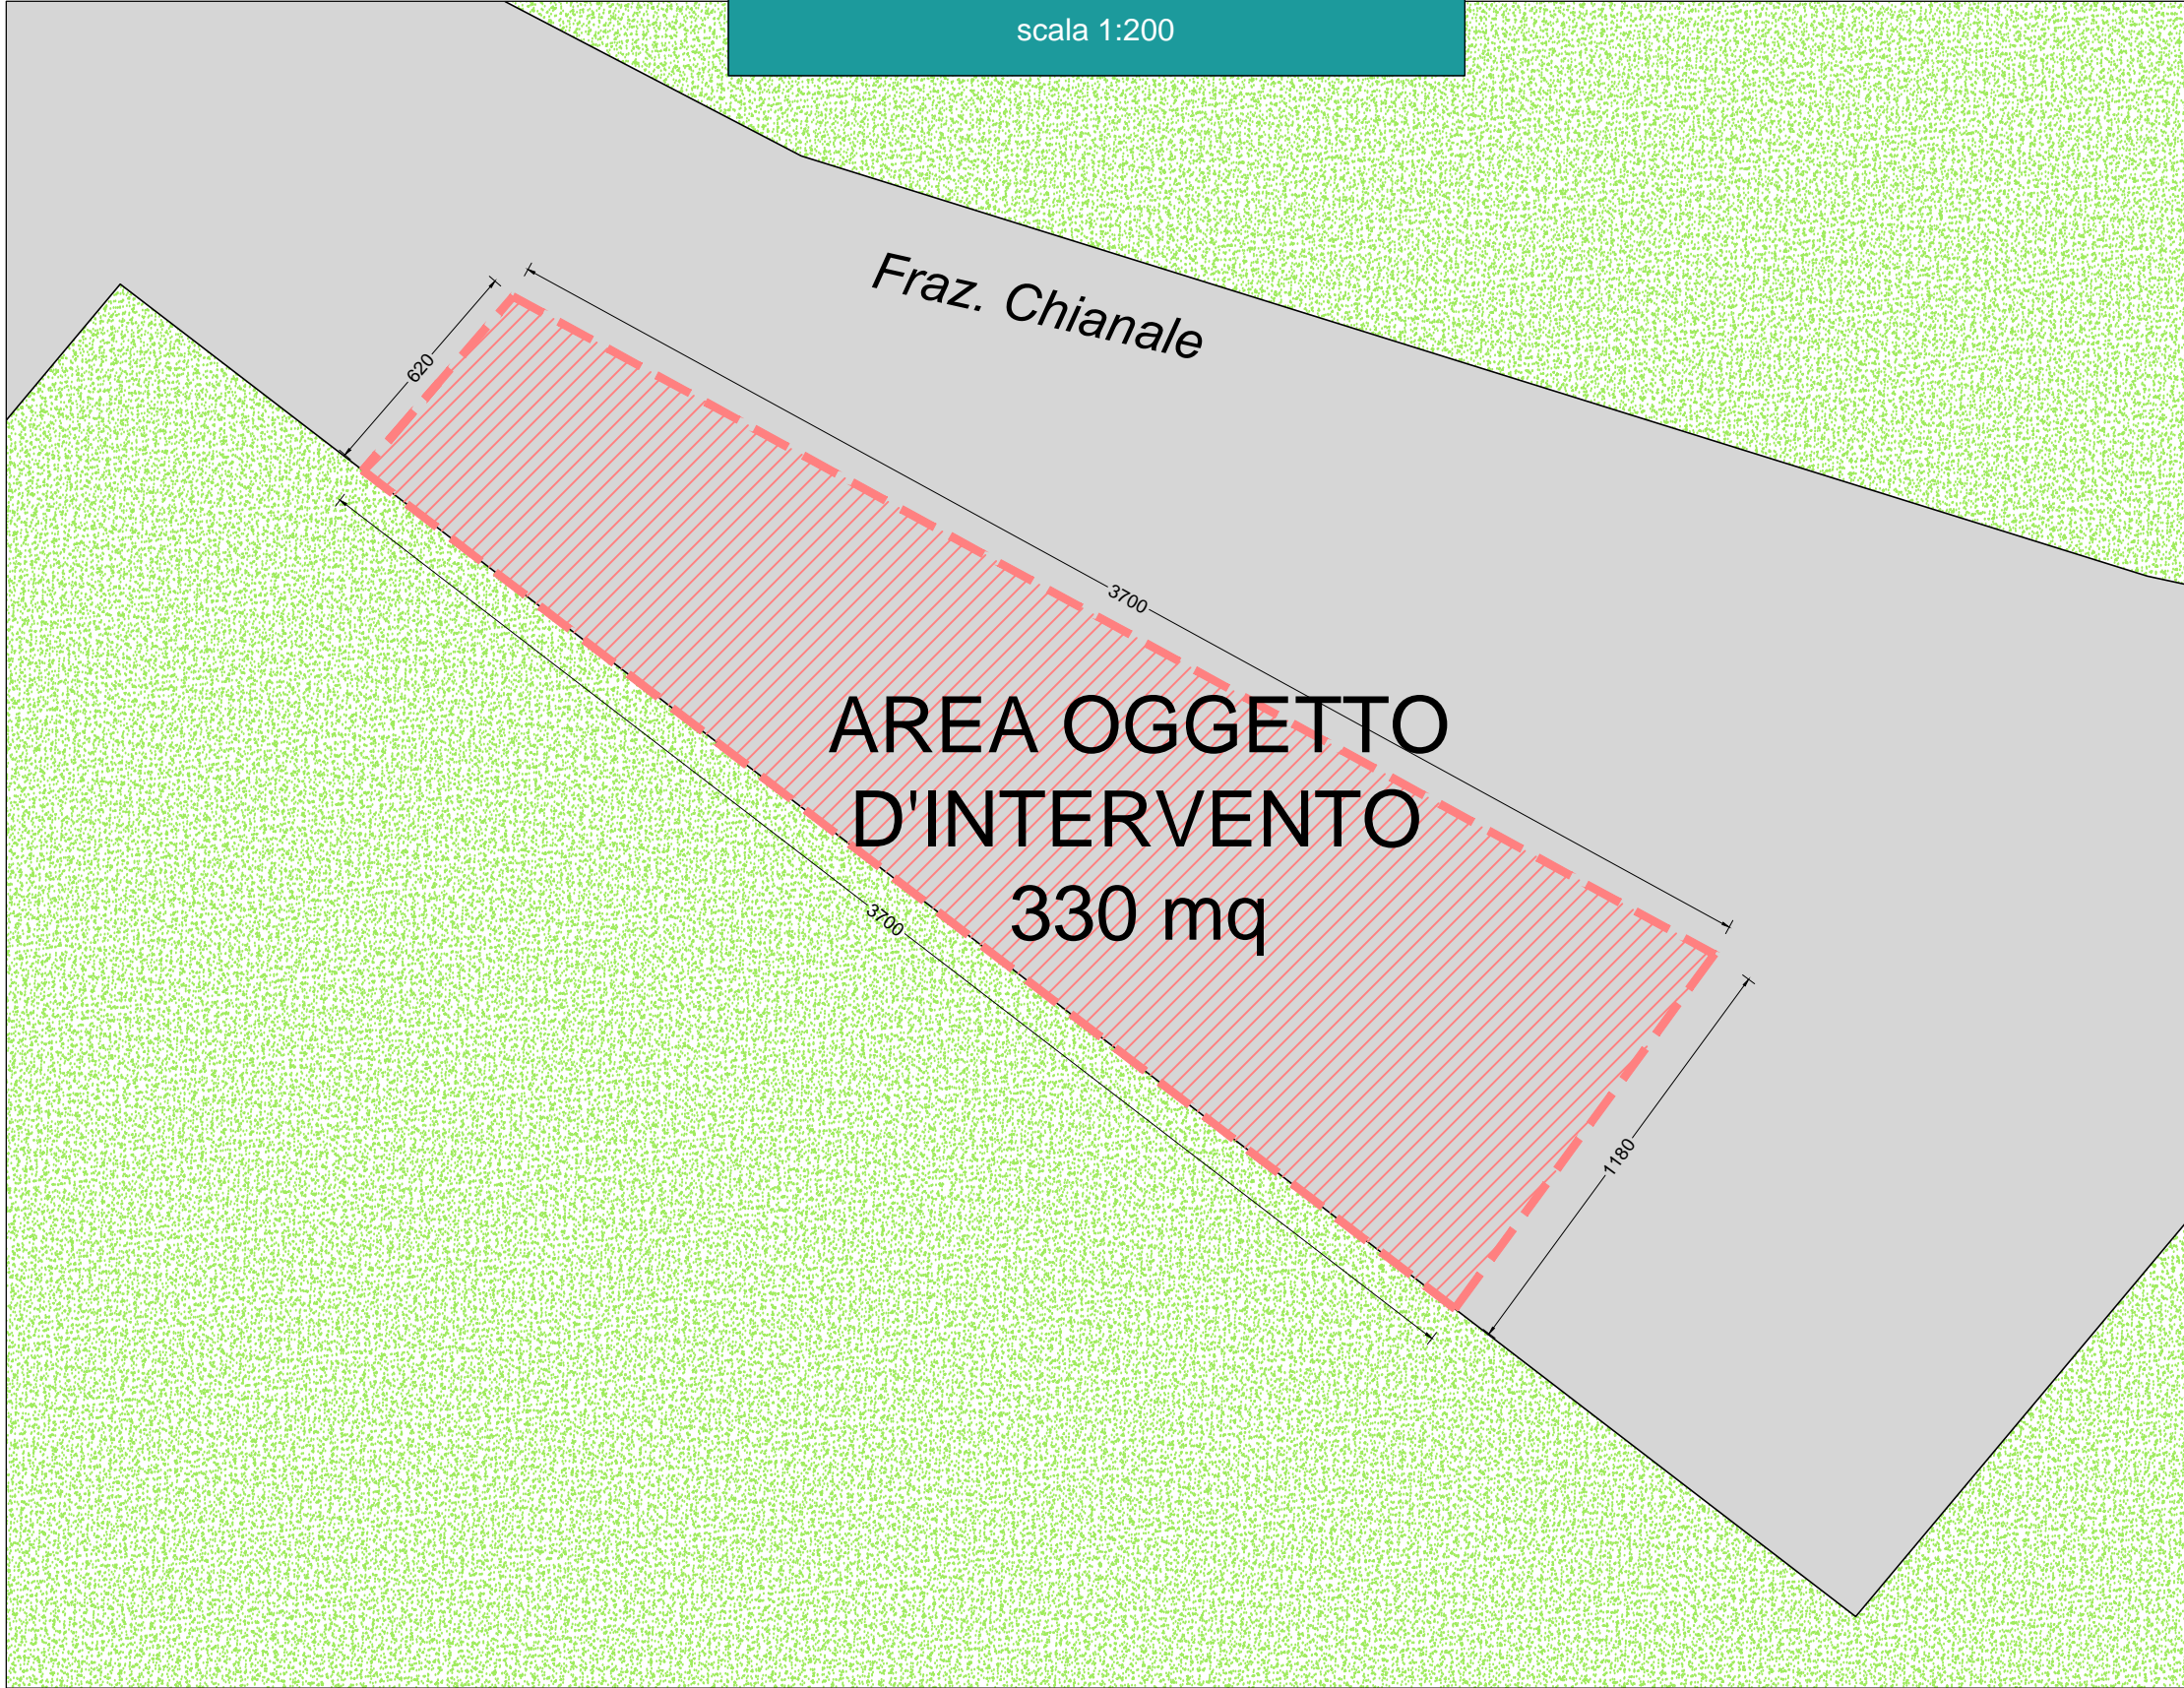 scala 1:200
Fraz. Chianale
620
3700
AREA OGGETTO
D'INTERVENTO
330 mq
3700
1180